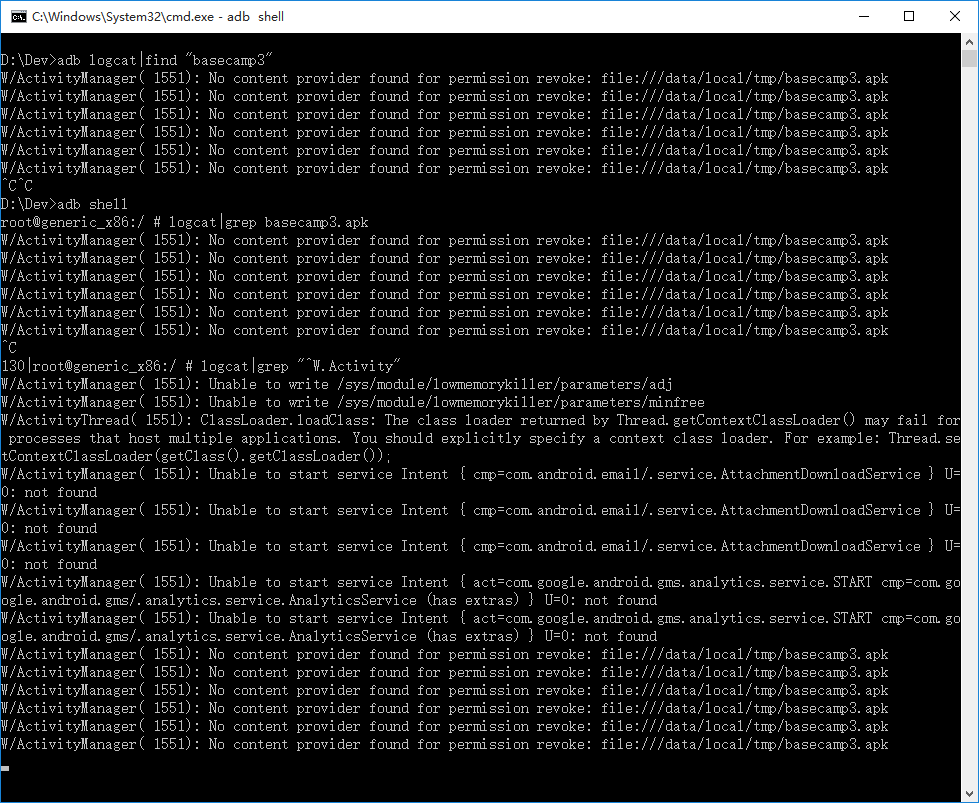 C:\Windows\System32\cmd.exe - adb  shell
D:\Dev>adb logcat|find "basecamp3"
W/ActivityManager( 1551): No content provider found for permission revoke: file:///data/local/tmp/basecamp3.apk
W/ActivityManager( 1551): No content provider found for permission revoke: file:///data/local/tmp/basecamp3.apk
W/ActivityManager( 1551): No content provider found for permission revoke: file:///data/local/tmp/basecamp3.apk
W/ActivityManager( 1551): No content provider found for permission revoke: file:///data/local/tmp/basecamp3.apk
W/ActivityManager( 1551): No content provider found for permission revoke: file:///data/local/tmp/basecamp3.apk
W/ActivityManager( 1551): No content provider found for permission revoke: file:///data/local/tmp/basecamp3.apk
^C^C
D:\Dev>adb shell
root@generic_x86:/ # logcat|grep basecamp3.apk
W/ActivityManager( 1551): No content provider found for permission revoke: file:///data/local/tmp/basecamp3.apk
W/ActivityManager( 1551): No content provider found for permission revoke: file:///data/local/tmp/basecamp3.apk
W/ActivityManager( 1551): No content provider found for permission revoke: file:///data/local/tmp/basecamp3.apk
W/ActivityManager( 1551): No content provider found for permission revoke: file:///data/local/tmp/basecamp3.apk
W/ActivityManager( 1551): No content provider found for permission revoke: file:///data/local/tmp/basecamp3.apk
W/ActivityManager( 1551): No content provider found for permission revoke: file:///data/local/tmp/basecamp3.apk
^C
130|root@generic_x86:/ # logcat|grep "^W.Activity"
W/ActivityManager( 1551): Unable to write /sys/module/lowmemorykiller/parameters/adj
W/ActivityManager( 1551): Unable to write /sys/module/lowmemorykiller/parameters/minfree
W/ActivityThread( 1551): ClassLoader.loadClass: The class loader returned by Thread.getContextClassLoader() may fail for
 processes that host multiple applications. You should explicitly specify a context class loader. For example: Thread.se
tContextClassLoader(getClass().getClassLoader());
W/ActivityManager( 1551): Unable to start service Intent { cmp=com.android.email/.service.AttachmentDownloadService } U=
0: not found
W/ActivityManager( 1551): Unable to start service Intent { cmp=com.android.email/.service.AttachmentDownloadService } U=
0: not found
W/ActivityManager( 1551): Unable to start service Intent { cmp=com.android.email/.service.AttachmentDownloadService } U=
0: not found
W/ActivityManager( 1551): Unable to start service Intent { act=com.google.android.gms.analytics.service.START cmp=com.go
ogle.android.gms/.analytics.service.AnalyticsService (has extras) } U=0: not found
W/ActivityManager( 1551): Unable to start service Intent { act=com.google.android.gms.analytics.service.START cmp=com.go
ogle.android.gms/.analytics.service.AnalyticsService (has extras) } U=0: not found
W/ActivityManager( 1551): No content provider found for permission revoke: file:///data/local/tmp/basecamp3.apk
W/ActivityManager( 1551): No content provider found for permission revoke: file:///data/local/tmp/basecamp3.apk
W/ActivityManager( 1551): No content provider found for permission revoke: file:///data/local/tmp/basecamp3.apk
W/ActivityManager( 1551): No content provider found for permission revoke: file:///data/local/tmp/basecamp3.apk
W/ActivityManager( 1551): No content provider found for permission revoke: file:///data/local/tmp/basecamp3.apk
W/ActivityManager( 1551): No content provider found for permission revoke: file:///data/local/tmp/basecamp3.apk